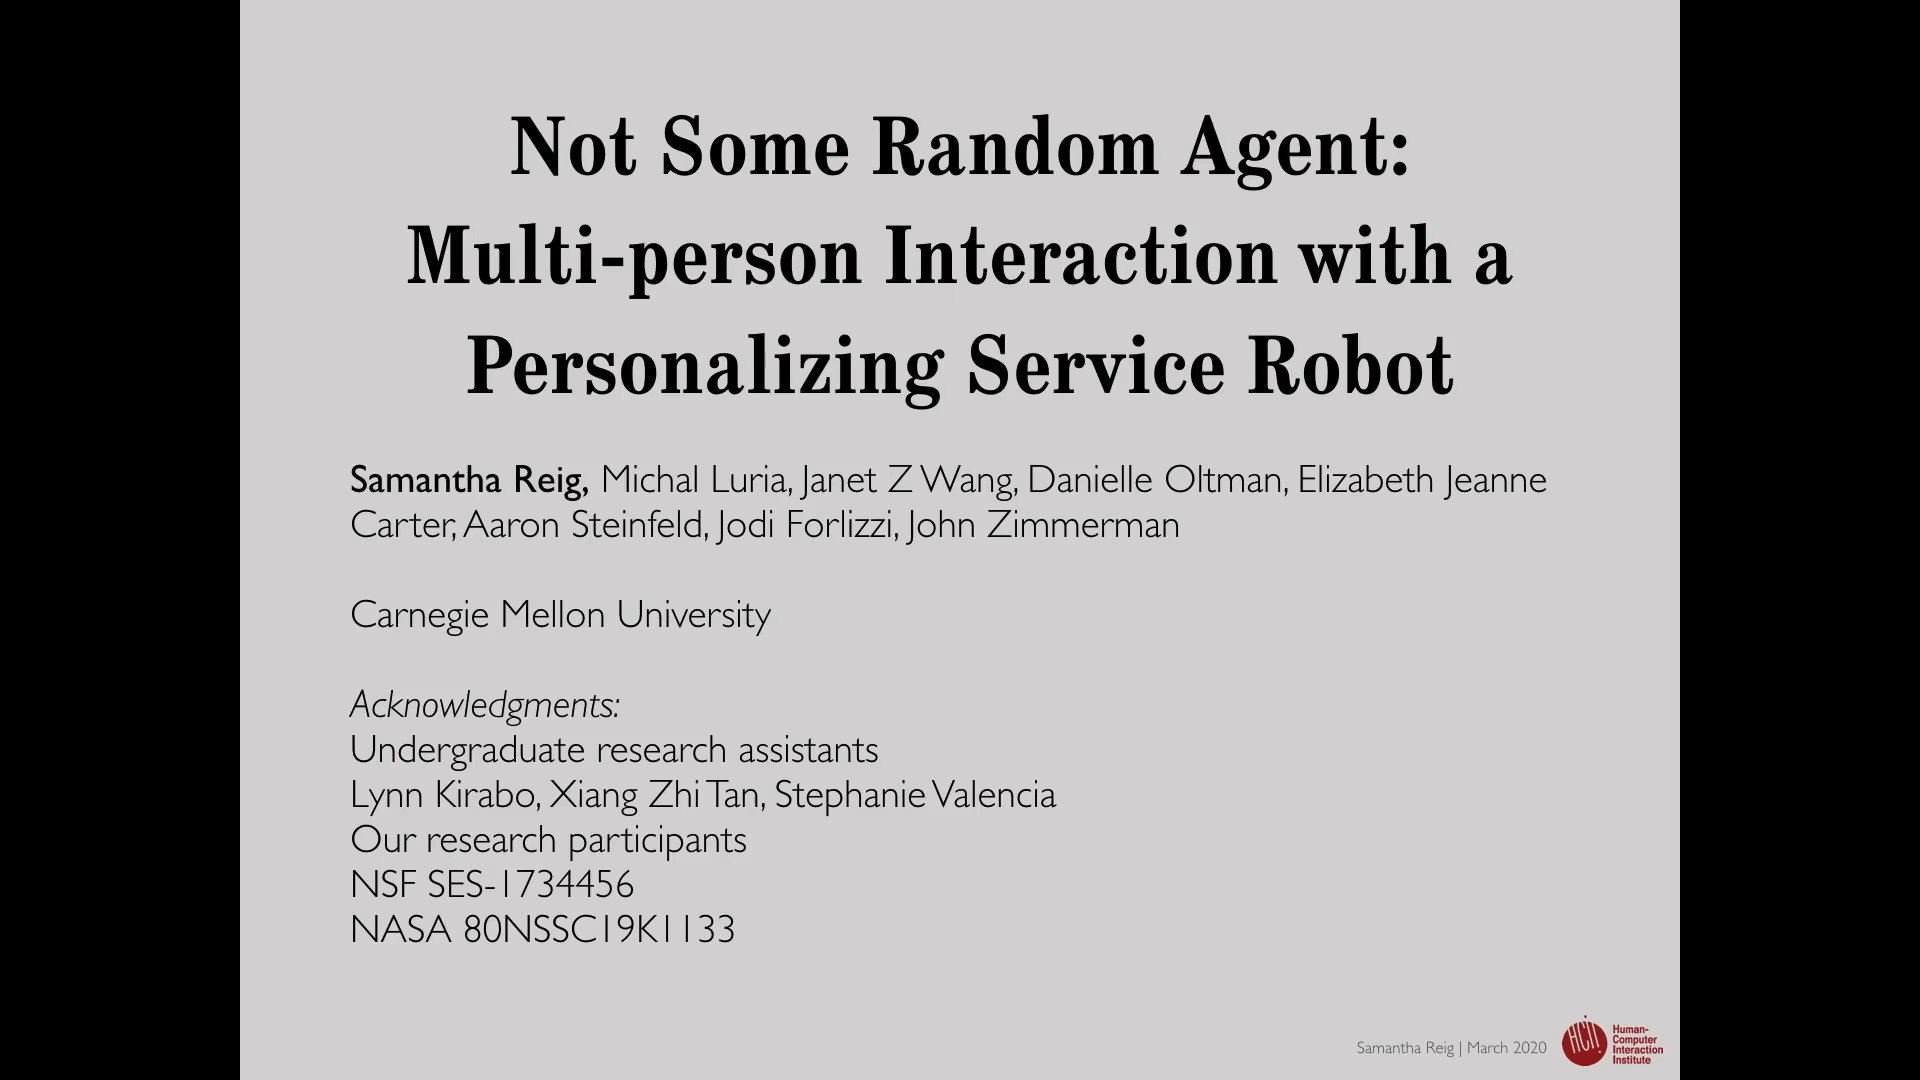 Not Some Random Agent:
Multi-person Interaction with a
Personalizing Service Robot
Samantha Reig, Michal Luria, Janet Z Wang, Danielle Oltman, Elizabeth Jeanne
Carter, Aaron Steinfeld, Jodi Forlizzi, John Zimmerman
Carnegie Mellon University
Acknowledgments:
Undergraduate research assistants
Lynn Kirabo, Xiang Zhi Tan, Stephanie Valencia
Our research participants
NSF SES-1734456
NASA 80NSSC19K1133
Samantha Reig | March 2020
HCII
Human-
Computer
Interaction
Institute